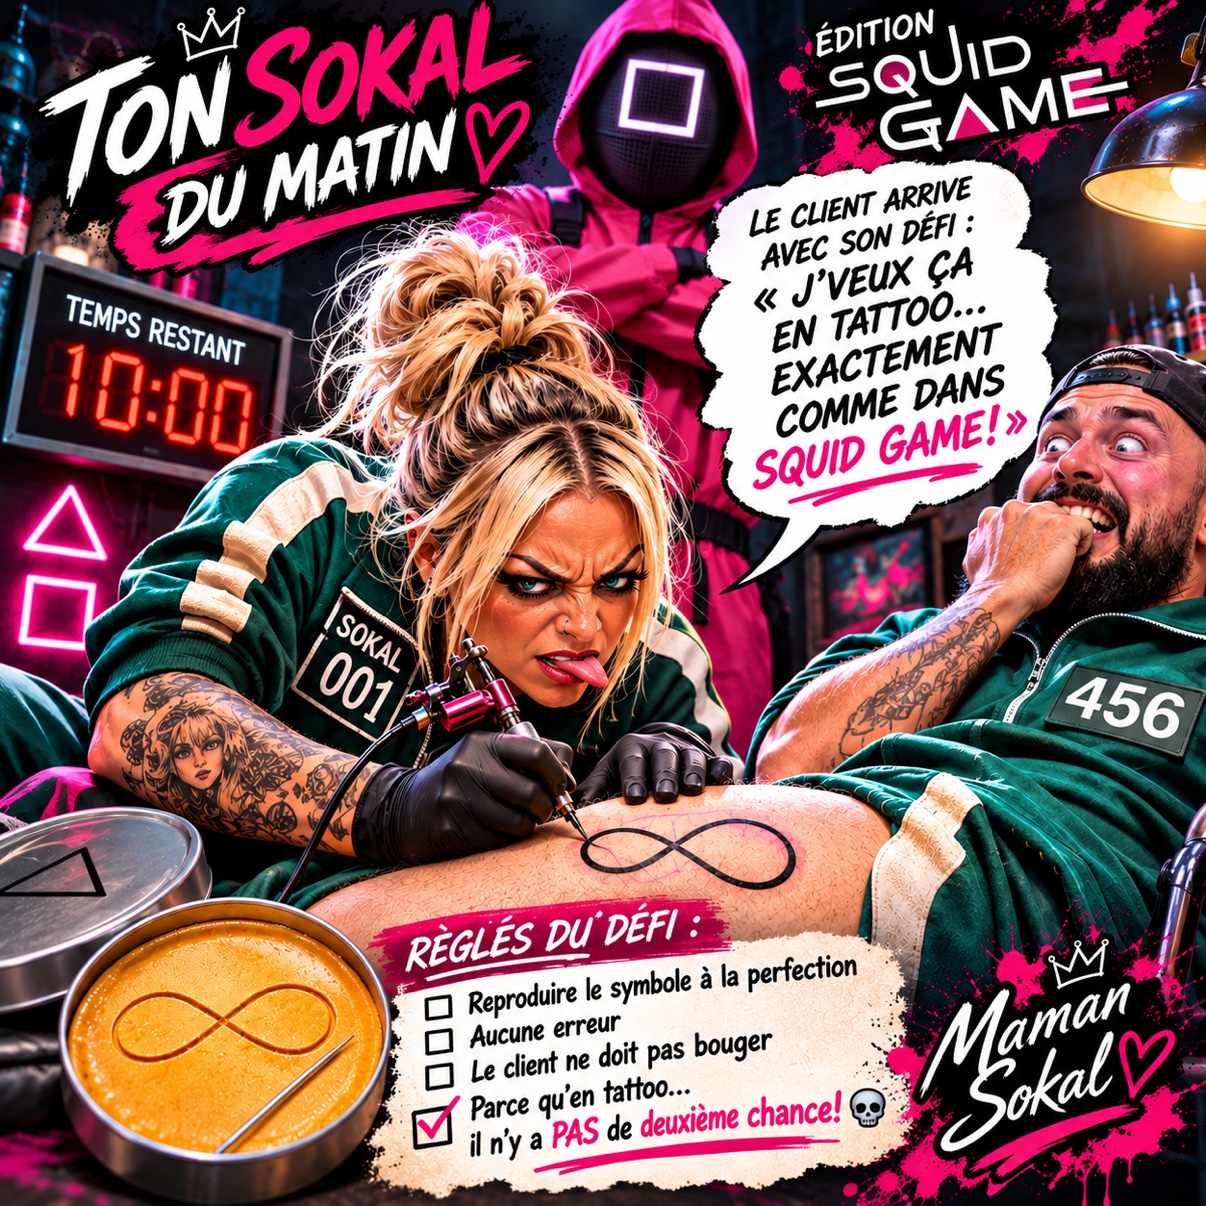 TON SOKAL
DU MATIN
ÉDITION
SQUID
GAME
LE CLIENT ARRIVE
AVEC SON DÉFI :
« J'VEUX ÇA
EN TATTOO...
EXACTEMENT
COMME DANS
SQUID GAME! »
TEMPS RESTANT
10:00
SOKAL
001
456
RÈGLÉS DU DÉFI :
Reproduire le symbole à la perfection
Aucune erreur
Le client ne doit pas bouger
Parce qu'en tattoo...
il n'y a PAS de deuxième chance!
Maman
Sokal